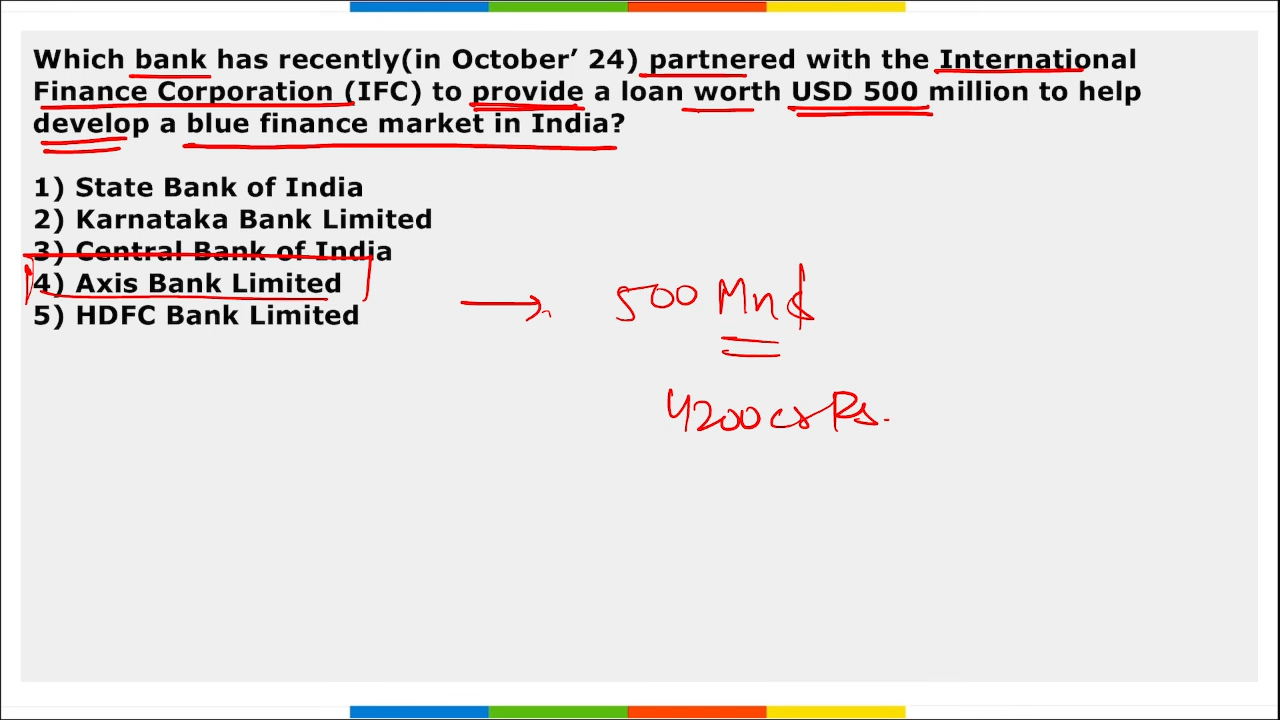 Which bank has recently(in October’ 24) partnered with the International
Finance Corporation (IFC) to provide a loan worth USD 500 million to help
develop a blue finance market in India?
1) State Bank of India
2) Karnataka Bank Limited
3) Central Bank of India
4) Axis Bank Limited
5) HDFC Bank Limited
500 Mn $
4200 cr Rs.